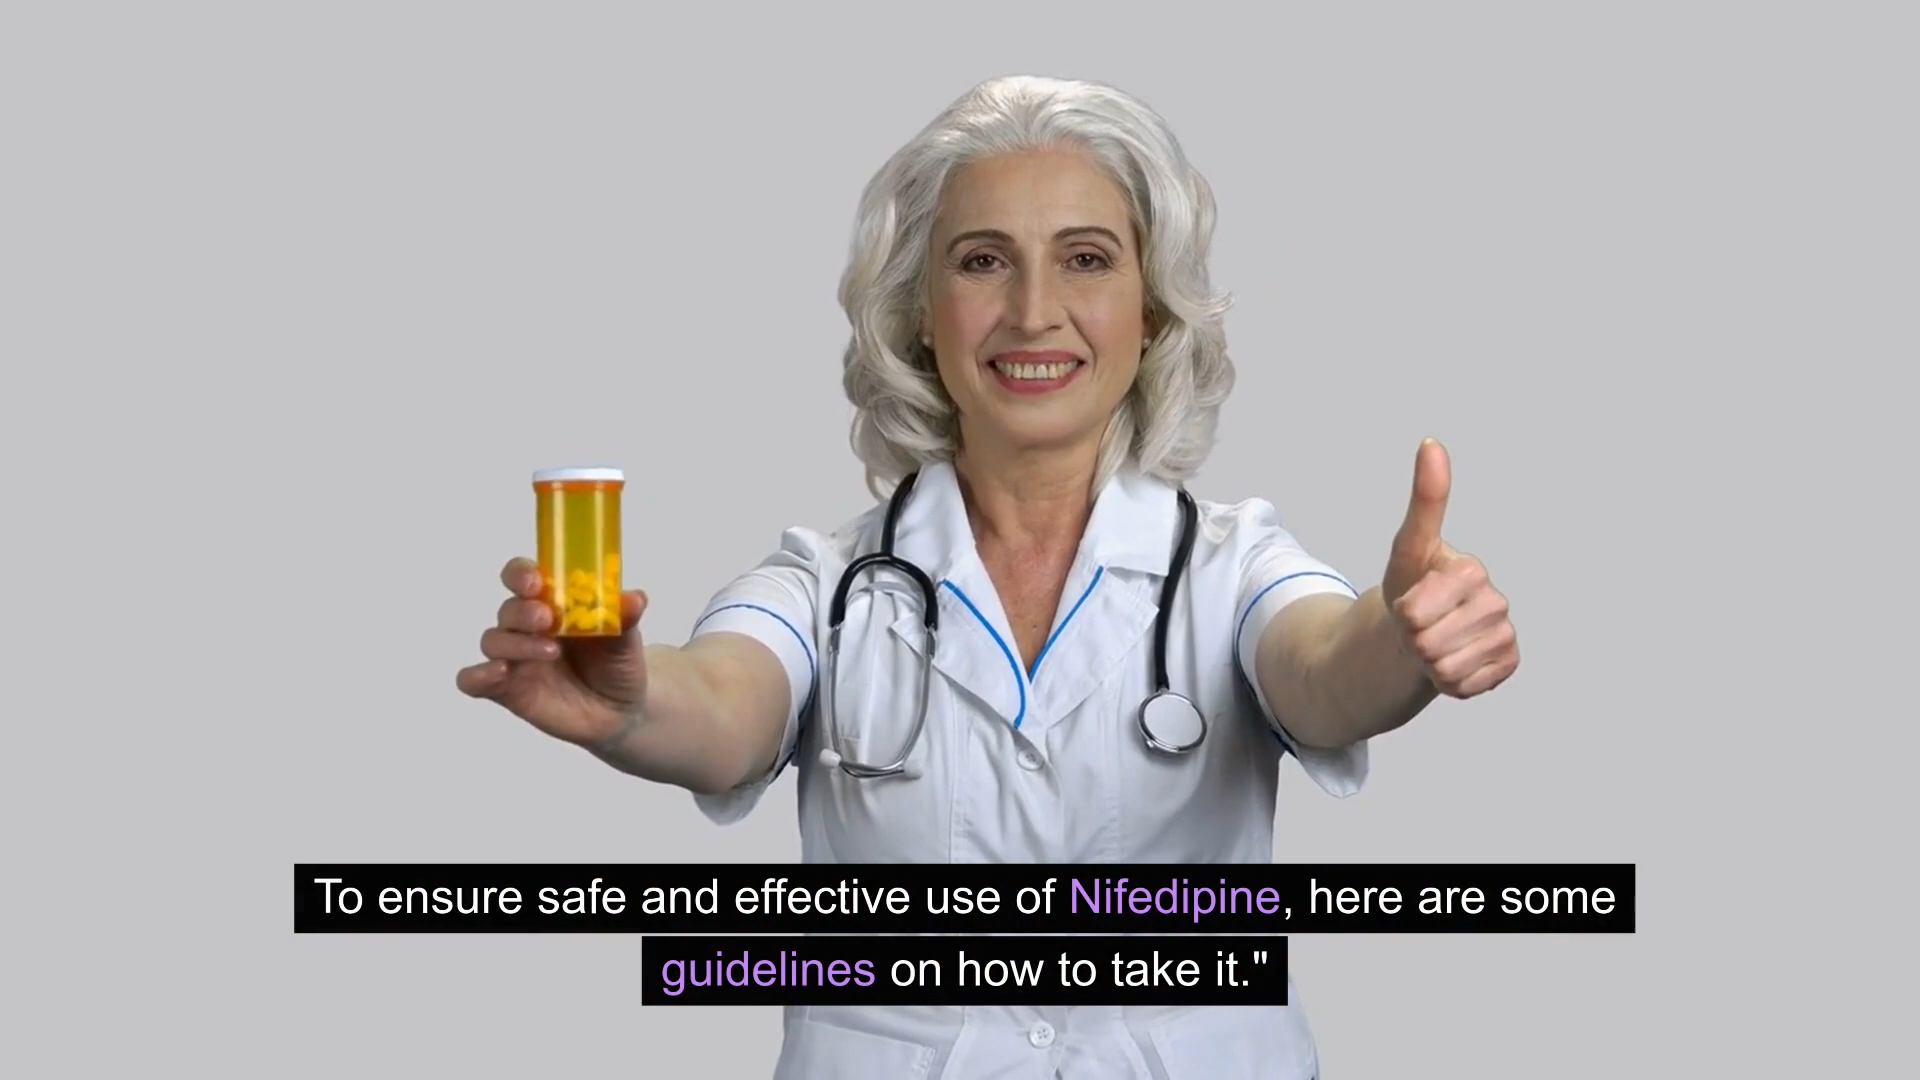 To ensure safe and effective use of Nifedipine, here are some
guidelines on how to take it."